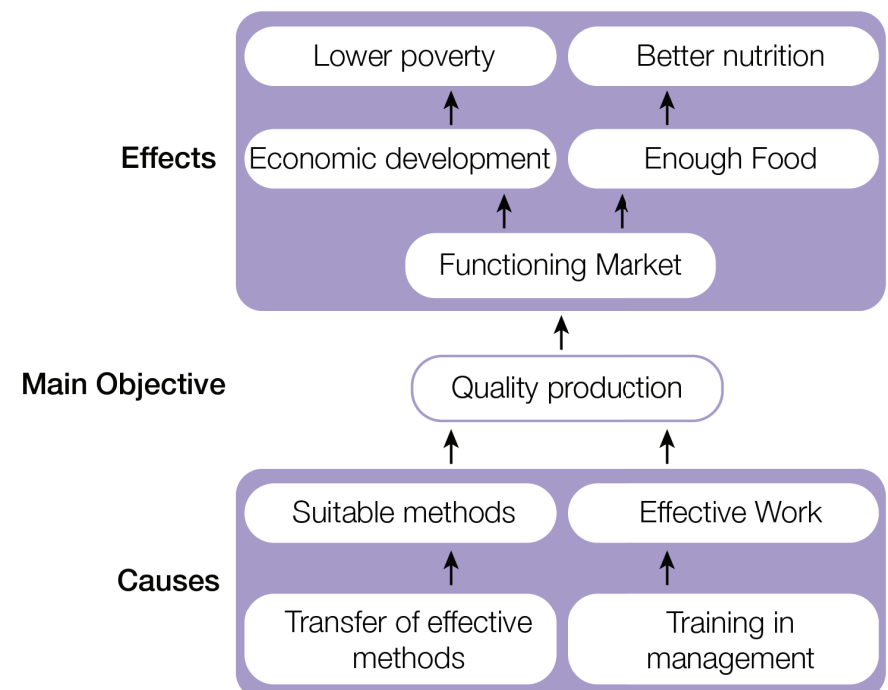 Lower poverty
Better nutrition
Effects
Economic development
Enough Food
Functioning Market
Main Objective
Quality production
Suitable methods
Effective Work
Causes
Transfer of effective
methods
Training in
management